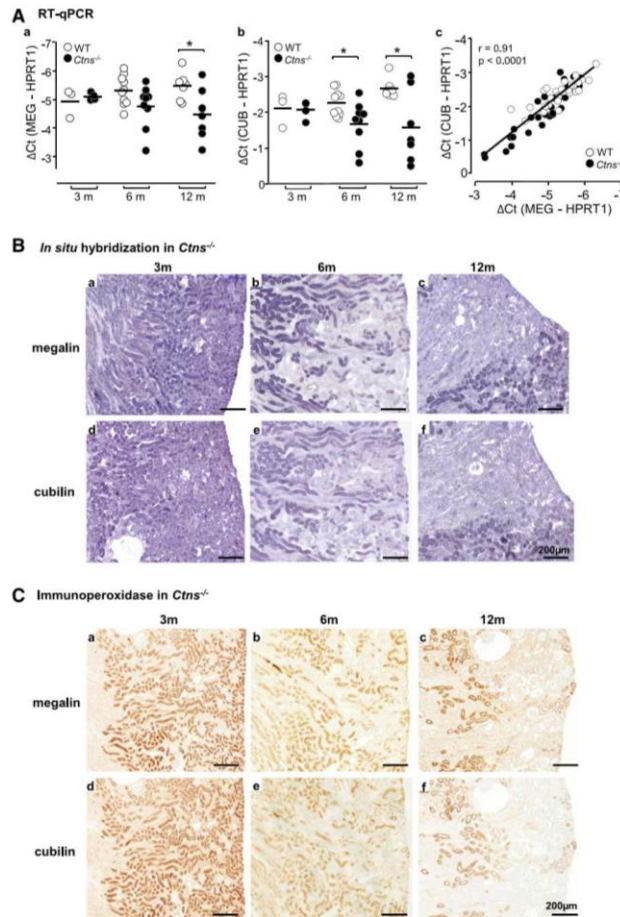 A RT-qPCR
a
WT
Ctns-/-
*
ΔCt (MEG - HPRT1)
-7
-6
-5
-4
-3
3 m 6 m 12 m
b
WT
Ctns-/-
* *
ΔCt (CUB - HPRT1)
-4
-3
-2
-1
0
3 m 6 m 12 m
c
r = 0.91
p < 0.0001
ΔCt (CUB - HPRT1)
-4
-3
-2
-1
0
-3 -4 -5 -6 -7
ΔCt (MEG - HPRT1)
WT
Ctns-/-
B In situ hybridization in Ctns-/-
3m 6m 12m
a b c
megalin
d e f
cubilin
200µm
C Immunoperoxidase in Ctns-/-
3m 6m 12m
a b c
megalin
d e f
cubilin
200µm